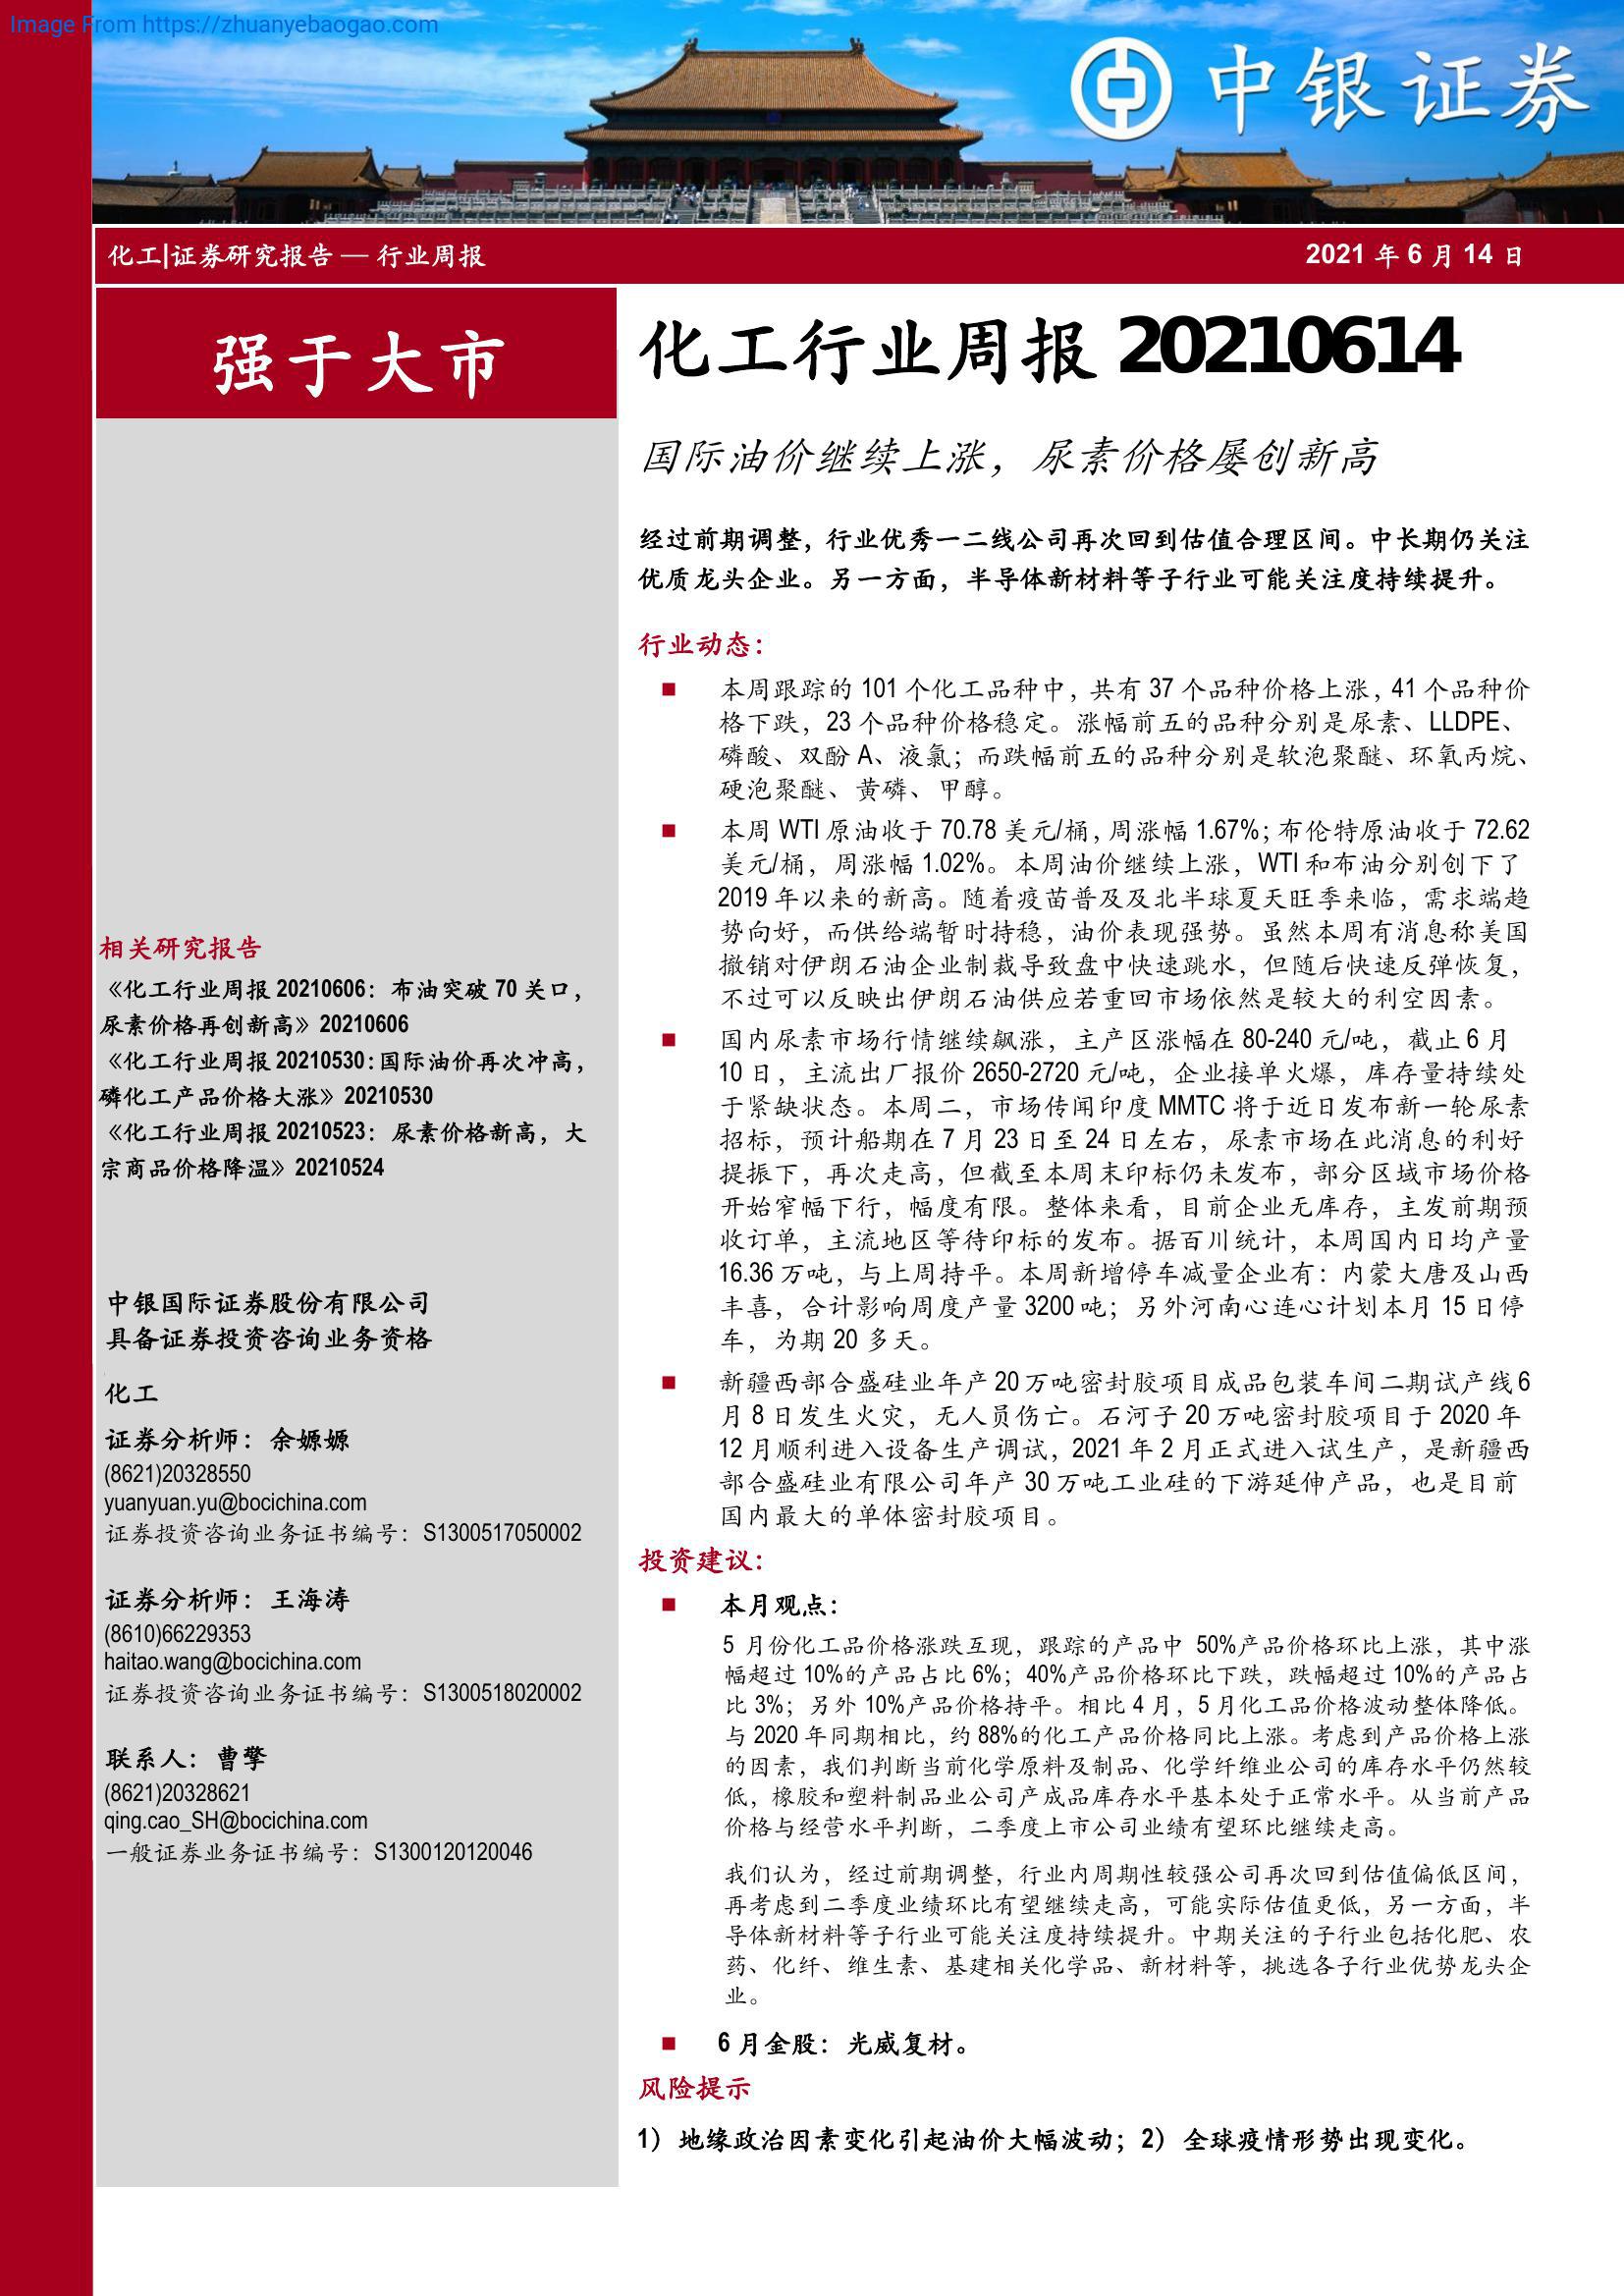 Image From https://zhuanyebaogao.com
中银证券
化工|证券研究报告 — 行业周报
2021 年 6 月 14 日
强于大市
相关研究报告
《化工行业周报 20210606：布油突破 70 关口，
尿素价格再创新高》20210606
《化工行业周报 20210530：国际油价再次冲高，
磷化工产品价格大涨》20210530
《化工行业周报 20210523：尿素价格新高，大
宗商品价格降温》20210524
中银国际证券股份有限公司
具备证券投资咨询业务资格
化工
证券分析师：余嫄嫄
(8621)20328550
yuanyuan.yu@bocichina.com
证券投资咨询业务证书编号：S1300517050002
证券分析师：王海涛
(8610)66229353
haitao.wang@bocichina.com
证券投资咨询业务证书编号：S1300518020002
联系人：曹擎
(8621)20328621
qing.cao_SH@bocichina.com
一般证券业务证书编号：S1300120120046
化工行业周报 20210614
国际油价继续上涨，尿素价格屡创新高
经过前期调整，行业优秀一二线公司再次回到估值合理区间。中长期仍关注
优质龙头企业。另一方面，半导体新材料等子行业可能关注度持续提升。
行业动态：
■ 本周跟踪的 101 个化工品种中，共有 37 个品种价格上涨，41 个品种价
格下跌，23 个品种价格稳定。涨幅前五的品种分别是尿素、LLDPE、
磷酸、双酚 A、液氯；而跌幅前五的品种分别是软泡聚醚、环氧丙烷、
硬泡聚醚、黄磷、甲醇。
■ 本周 WTI 原油收于 70.78 美元/桶，周涨幅 1.67%；布伦特原油收于 72.62
美元/桶，周涨幅 1.02%。本周油价继续上涨，WTI 和布油分别创下了
2019 年以来的新高。随着疫苗普及及北半球夏天旺季来临，需求端趋
势向好，而供给端暂时持稳，油价表现强势。虽然本周有消息称美国
撤销对伊朗石油企业制裁导致盘中快速跳水，但随后快速反弹恢复，
不过可以反映出伊朗石油供应若重回市场依然是较大的利空因素。
■ 国内尿素市场行情继续飙涨，主产区涨幅在 80-240 元/吨，截止 6 月
10 日，主流出厂报价 2650-2720 元/吨，企业接单火爆，库存量持续处
于紧缺状态。本周二，市场传闻印度 MMTC 将于近日发布新一轮尿素
招标，预计船期在 7 月 23 日至 24 日左右，尿素市场在此消息的利好
提振下，再次走高，但截至本周末印标仍未发布，部分区域市场价格
开始窄幅下行，幅度有限。整体来看，目前企业无库存，主发前期预
收订单，主流地区等待印标的发布。据百川统计，本周国内日均产量
16.36 万吨，与上周持平。本周新增停车减量企业有：内蒙大唐及山西
丰喜，合计影响周度产量 3200 吨；另外河南心连心计划本月 15 日停
车，为期 20 多天。
■ 新疆西部合盛硅业年产 20 万吨密封胶项目成品包装车间二期试产线 6
月 8 日发生火灾，无人员伤亡。石河子 20 万吨密封胶项目于 2020 年
12 月顺利进入设备生产调试，2021 年 2 月正式进入试生产，是新疆西
部合盛硅业有限公司年产 30 万吨工业硅的下游延伸产品，也是目前
国内最大的单体密封胶项目。
投资建议：
■ 本月观点：
5 月份化工品价格涨跌互现，跟踪的产品中 50%产品价格环比上涨，其中涨
幅超过 10%的产品占比 6%；40%产品价格环比下跌，跌幅超过 10%的产品占
比 3%；另外 10%产品价格持平。相比 4 月，5 月化工品价格波动整体降低。
与 2020 年同期相比，约 88%的化工产品价格同比上涨。考虑到产品价格上涨
的因素，我们判断当前化学原料及制品、化学纤维业公司的库存水平仍然较
低，橡胶和塑料制品业公司产成品库存水平基本处于正常水平。从当前产品
价格与经营水平判断，二季度上市公司业绩有望环比继续走高。
我们认为，经过前期调整，行业内周期性较强公司再次回到估值偏低区间，
再考虑到二季度业绩环比有望继续走高，可能实际估值更低，另一方面，半
导体新材料等子行业可能关注度持续提升。中期关注的子行业包括化肥、农
药、化纤、维生素、基建相关化学品、新材料等，挑选各子行业优势龙头企
业。
■ 6 月金股：光威复材。
风险提示
1）地缘政治因素变化引起油价大幅波动；2）全球疫情形势出现变化。